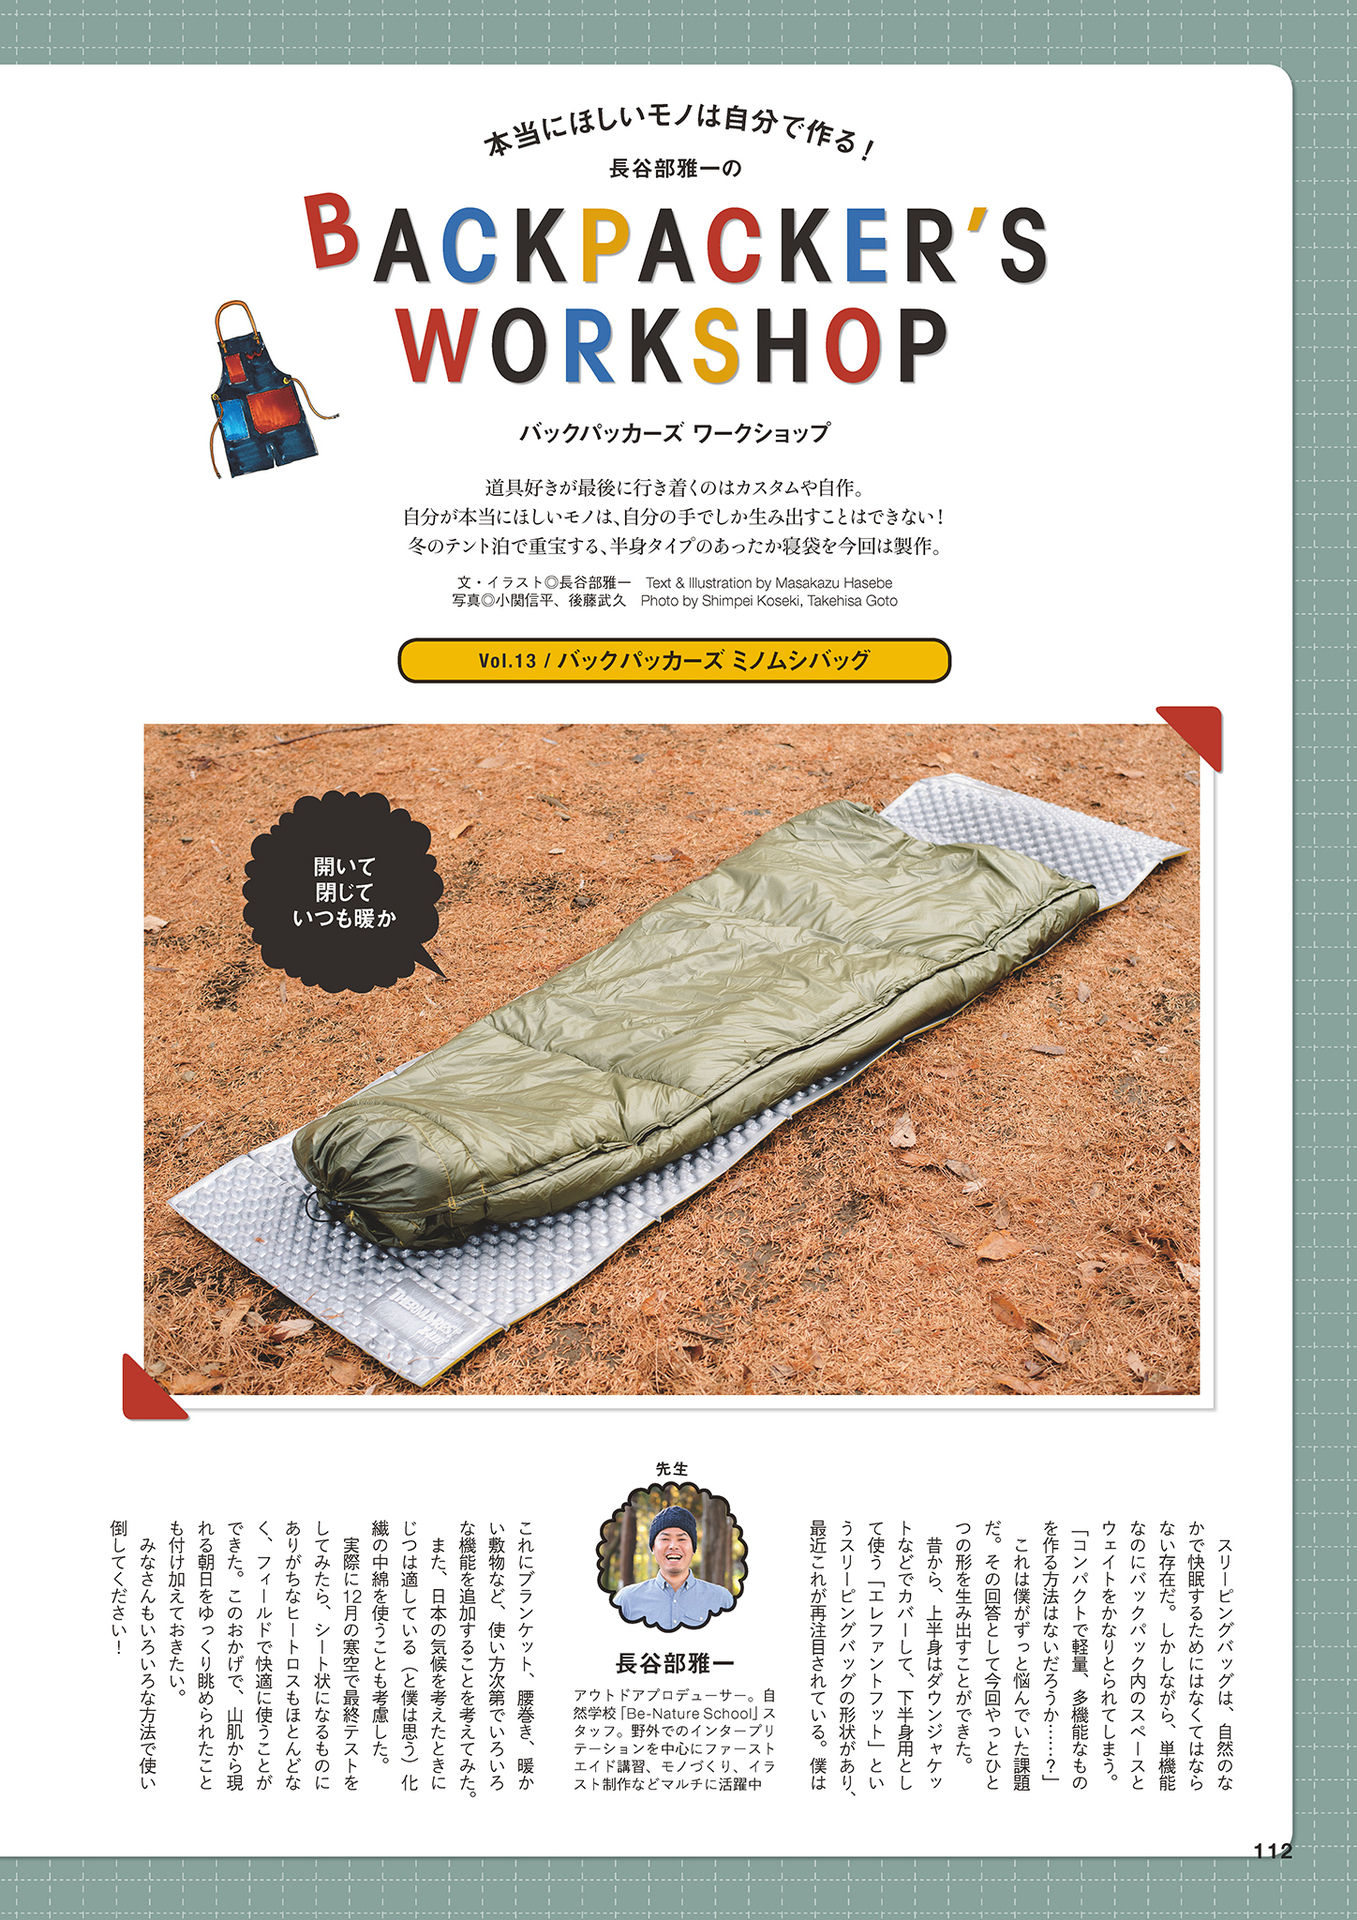 本当にほしいモノは自分で作る！
長谷部雅一の
BACKPACKER'S
WORKSHOP
バックパッカーズ ワークショップ
道具好きが最後に行き着くのはカスタムや自作。
自分が本当にほしいモノは、自分の手でしか生み出すことはできない！
冬のテント泊で重宝する、半身タイプのあったか寝袋を今回は製作。
文・イラスト◎長谷部雅一　Text & Illustration by Masakazu Hasebe
写真◎小関信平、後藤武久　Photo by Shimpei Koseki, Takehisa Goto
Vol.13 / バックパッカーズ ミノムシバッグ
開いて
閉じて
いつも暖か
スリーピングバッグは、自然のな
かで快眠するためにはなくてはなら
ない存在だ。しかしながら、単機能
なのにバックパック内のスペースと
ウェイトをかなりとられてしまう。
「コンパクトで軽量、多機能なもの
を作る方法はないだろうか……？」
これは僕がずっと悩んでいた課題
だ。その回答として今回やっとひと
つの形を生み出すことができた。
昔から、上半身はダウンジャケッ
トなどでカバーして、下半身用とし
て使う「エレファントフット」とい
うスリーピングバッグの形状があり、
最近これが再注目されている。僕は
先生
長谷部雅一
アウトドアプロデューサー。自
然学校「Be-Nature School」ス
タッフ。野外でのインタープリ
テーションを中心にファースト
エイド講習、モノづくり、イラ
スト制作などマルチに活躍中
これにブランケット、腰巻き、暖か
い敷物など、使い方次第でいろいろ
な機能を追加することを考えてみた。
また、日本の気候を考えたときに
じつは適している（と僕は思う）化
繊の中綿を使うことも考慮した。
実際に12月の寒空で最終テストを
してみたら、シート状になるものに
ありがちなヒートロスもほとんどな
く、フィールドで快適に使うことが
できた。このおかげで、山肌から現
れる朝日をゆっくり眺められたこと
も付け加えておきたい。
みなさんもいろいろな方法で使い
倒してください！
112